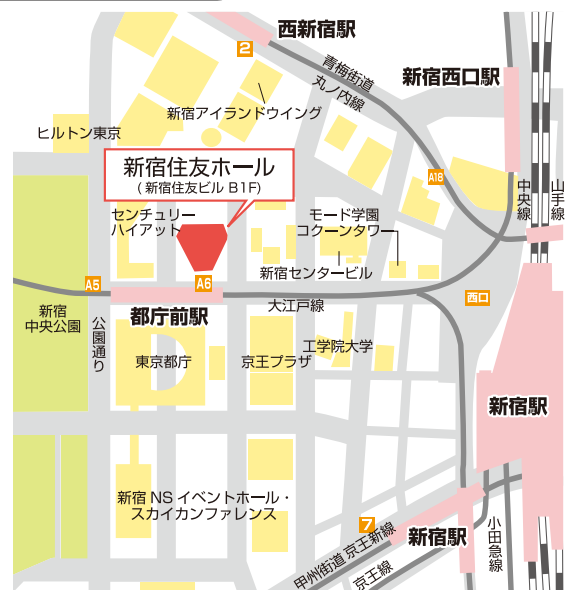 西新宿駅
2
青梅街道
丸ノ内線
新宿西口駅
新宿アイランドウイング
ヒルトン東京
新宿住友ホール
(新宿住友ビル B1F)
A18
中央線
山手線
センチュリー
ハイアット
モード学園
コクーンタワー
新宿センタービル
A5
A6
西口
大江戸線
新宿
中央公園
都庁前駅
公園通り
東京都庁
京王プラザ
工学院大学
新宿駅
新宿 NS イベントホール・
スカイカンファレンス
7
新宿駅
小田急線
甲州街道 京王新線
京王線